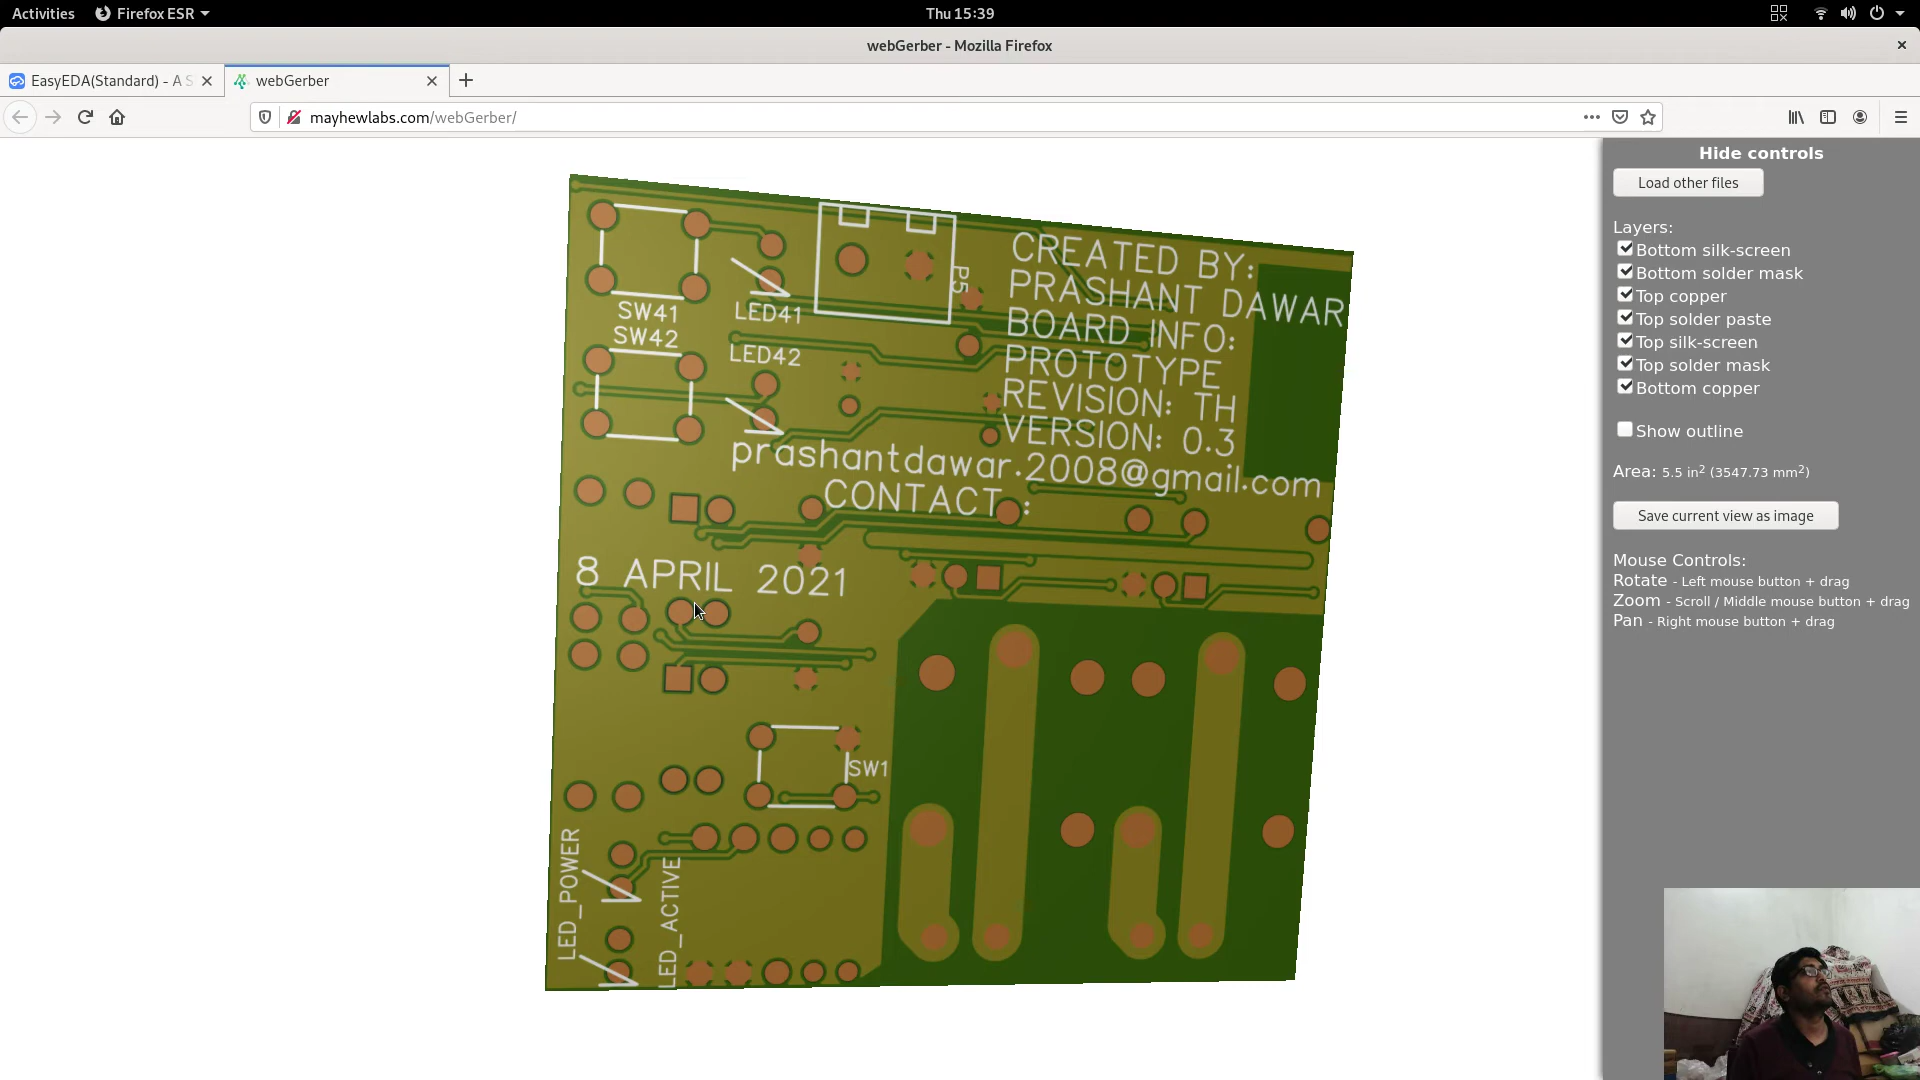 Activities
Firefox ESR
Thu 15:39
webGerber - Mozilla Firefox
EasyEDA(Standard) - A S
webGerber
mayhewlabs.com/webGerber/
Hide controls
Load other files
Layers:
Bottom silk-screen
Bottom solder mask
Top copper
Top solder paste
Top silk-screen
Top solder mask
Bottom copper
Show outline
Area: 5.5 in² (3547.73 mm²)
Save current view as image
Mouse Controls:
Rotate - Left mouse button + drag
Zoom - Scroll / Middle mouse button + drag
Pan - Right mouse button + drag
CREATED BY:
PRASHANT DAWAR
BOARD INFO:
PROTOTYPE
REVISION: TH
VERSION: 0.3
prashantdawar.2008@gmail.com
CONTACT :
P5
SW41
LED41
SW42
LED42
8 APRIL 2021
SW1
LED_POWER
LED_ACTIVE